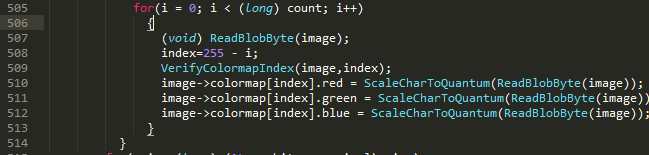 505 for(i = 0; i < (long) count; i++)
506 {
507 (void) ReadBlobByte(image);
508 index=255 - i;
509 VerifyColormapIndex(image,index);
510 image->colormap[index].red = ScaleCharToQuantum(ReadBlobByte(image));
511 image->colormap[index].green = ScaleCharToQuantum(ReadBlobByte(image))
512 image->colormap[index].blue = ScaleCharToQuantum(ReadBlobByte(image));
513 }
514 }